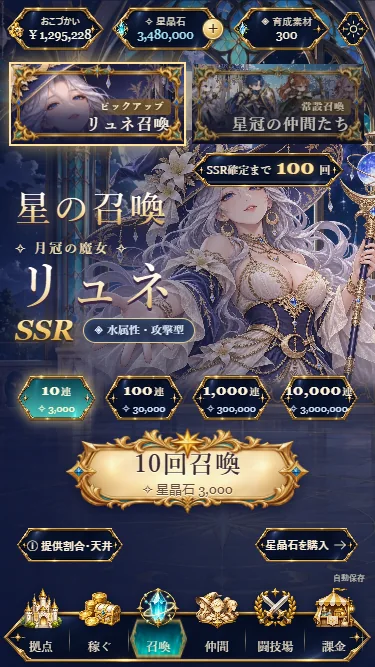 おこづかい
¥1,295,228
✧ 星晶石
3,480,000
+
◈ 育成素材
300
ピックアップ
リュネ召喚
常設召喚
星冠の仲間たち
SSR確定まで 100 回
星の召喚
✧ 月冠の魔女 ✧
リュネ
SSR
◈ 水属性・攻撃型
10連
✧ 3,000
100連
✧ 30,000
1,000連
✧ 300,000
10,000連
✧ 3,000,000
10回召喚
✧ 星晶石 3,000
ⓘ 提供割合・天井
星晶石を購入 →
自動保存
拠点
稼ぐ
召喚
仲間
闘技場
課金